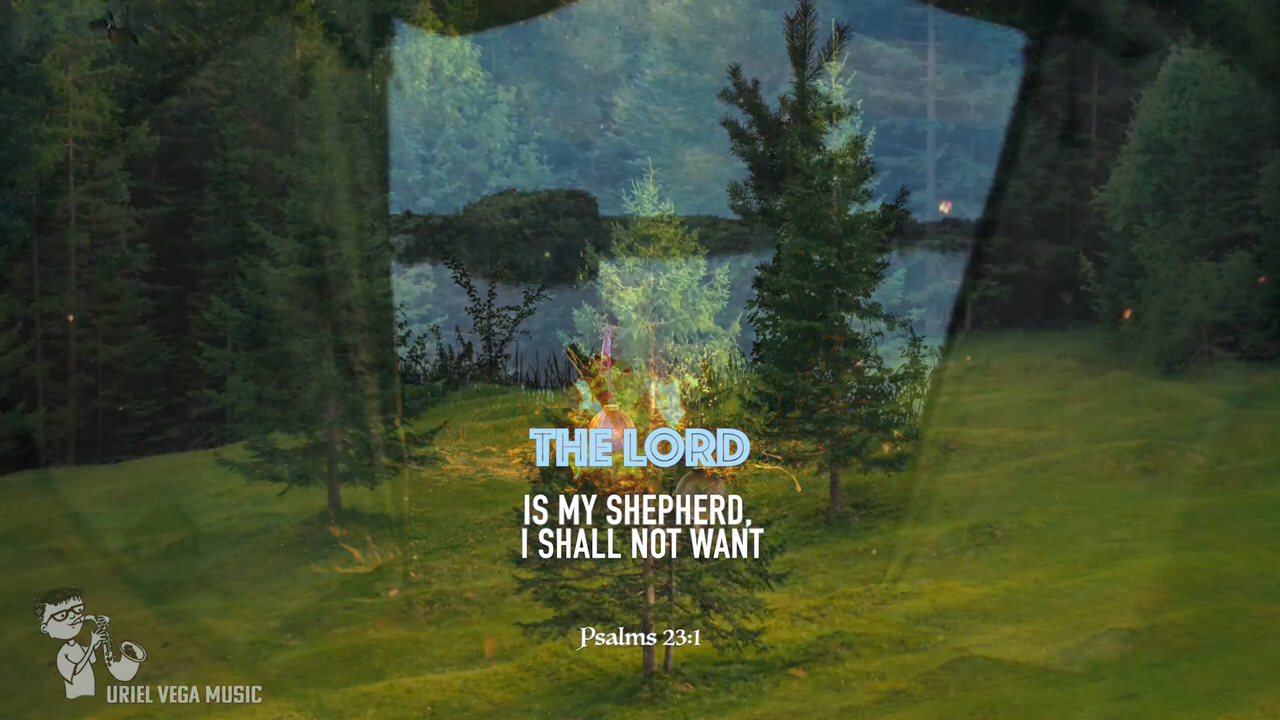 THE LORD
IS MY SHEPHERD,
I SHALL NOT WANT
Psalms 23:1
URIEL VEGA MUSIC